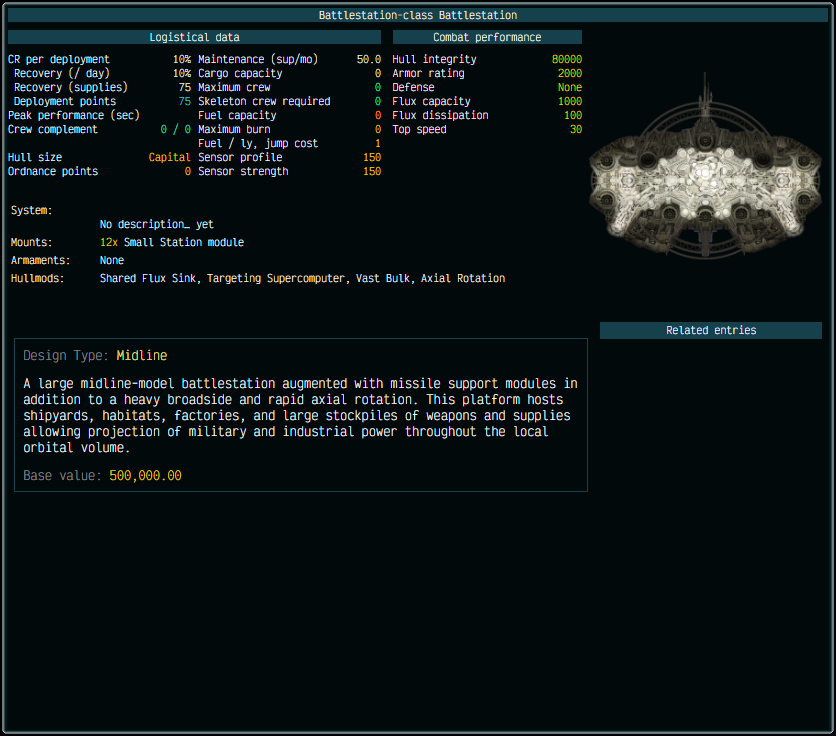 Battlestation-class Battlestation
Logistical data
CR per deployment 10% Maintenance (sup/mo) 50.0
Recovery (/ day) 10% Cargo capacity 0
Recovery (supplies) 75 Maximum crew 0
Deployment points 75 Skeleton crew required 0
Peak performance (sec) Fuel capacity 0
Crew complement 0 / 0 Maximum burn 0
Fuel / ly, jump cost 1
Hull size Capital Sensor profile 150
Ordnance points 0 Sensor strength 150
Combat performance
Hull integrity 80000
Armor rating 2000
Defense None
Flux capacity 1000
Flux dissipation 100
Top speed 30
System:
No description… yet
Mounts: 12x Small Station module
Armaments: None
Hullmods: Shared Flux Sink, Targeting Supercomputer, Vast Bulk, Axial Rotation
Related entries
Design Type: Midline
A large midline-model battlestation augmented with missile support modules in
addition to a heavy broadside and rapid axial rotation. This platform hosts
shipyards, habitats, factories, and large stockpiles of weapons and supplies
allowing projection of military and industrial power throughout the local
orbital volume.
Base value: 500,000.00